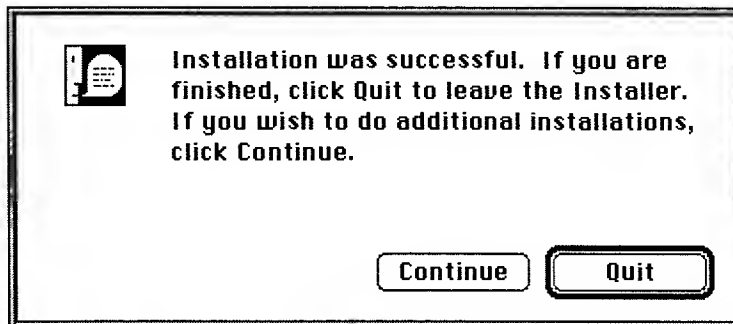 Installation was successful.  If you are
finished, click Quit to leave the Installer.
If you wish to do additional installations,
click Continue.
Continue
Quit